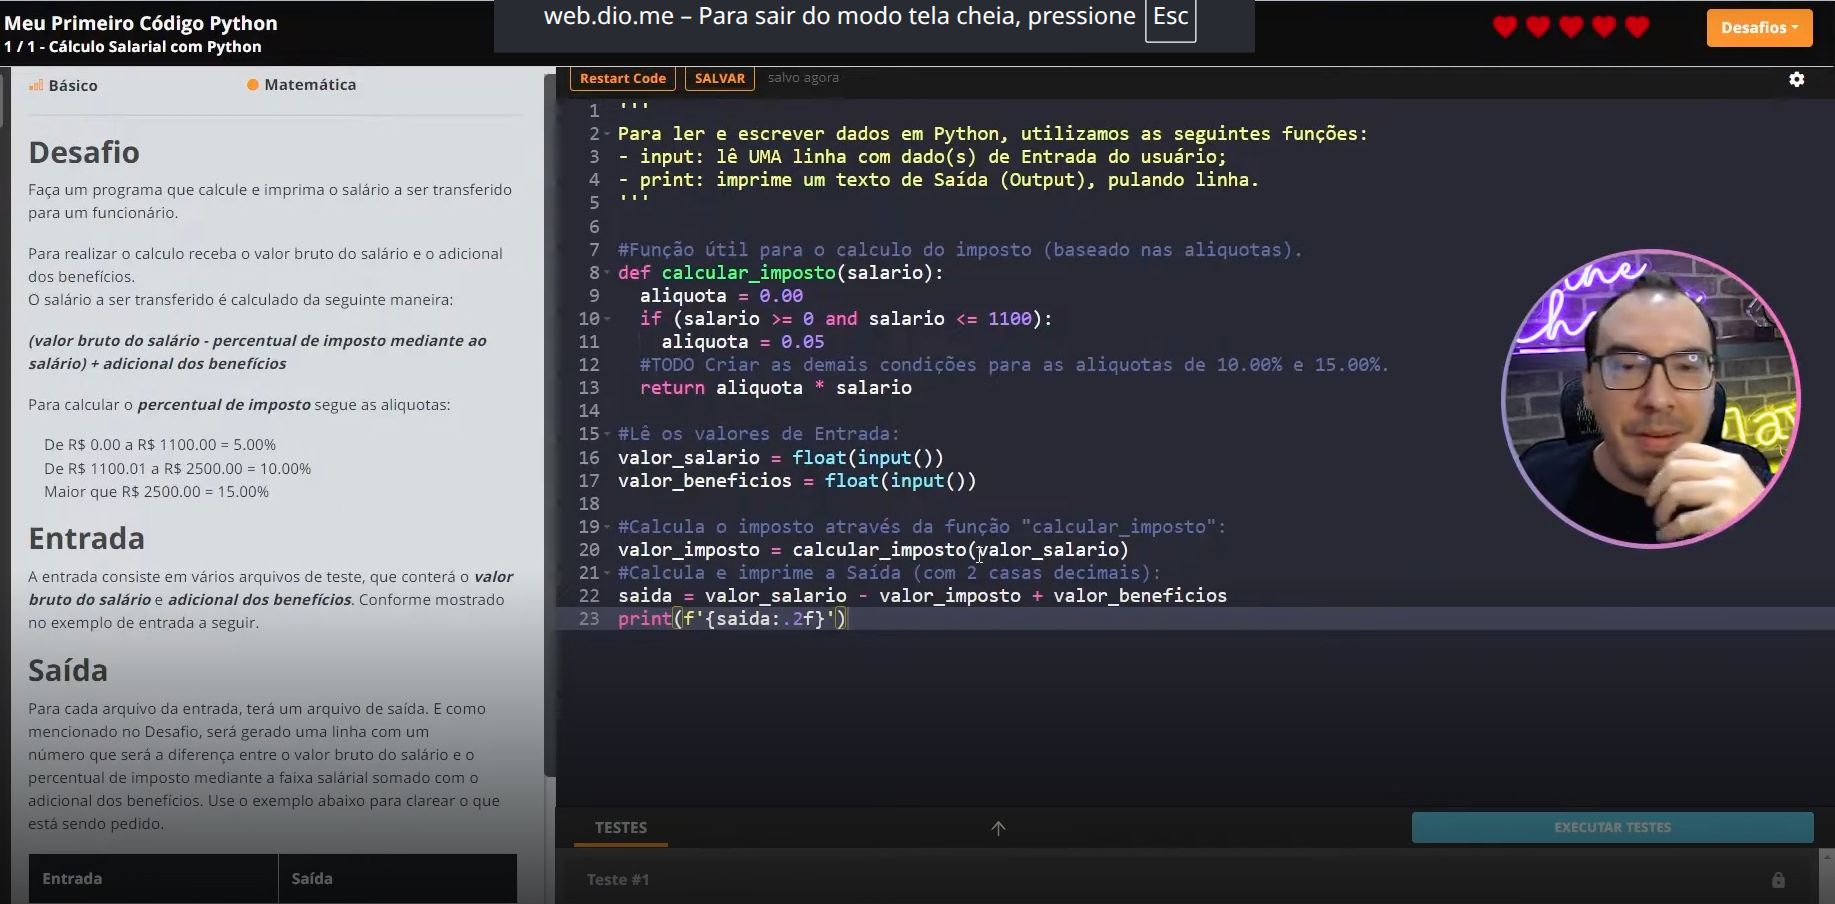 Meu Primeiro Código Python
1 / 1 - Cálculo Salarial com Python
web.dio.me – Para sair do modo tela cheia, pressione Esc
Desafios
Básico
Matemática
Desafio
Faça um programa que calcule e imprima o salário a ser transferido
para um funcionário.
Para realizar o calculo receba o valor bruto do salário e o adicional
dos benefícios.
O salário a ser transferido é calculado da seguinte maneira:
(valor bruto do salário - percentual de imposto mediante ao
salário) + adicional dos benefícios
Para calcular o percentual de imposto segue as aliquotas:
De R$ 0.00 a R$ 1100.00 = 5.00%
De R$ 1100.01 a R$ 2500.00 = 10.00%
Maior que R$ 2500.00 = 15.00%
Entrada
A entrada consiste em vários arquivos de teste, que conterá o valor
bruto do salário e adicional dos benefícios. Conforme mostrado
no exemplo de entrada a seguir.
Saída
Para cada arquivo da entrada, terá um arquivo de saída. E como
mencionado no Desafio, será gerado uma linha com um
número que será a diferença entre o valor bruto do salário e o
percentual de imposto mediante a faixa salárial somado com o
adicional dos benefícios. Use o exemplo abaixo para clarear o que
está sendo pedido.
Entrada Saída
Restart Code SALVAR salvo agora
1 '''
2 Para ler e escrever dados em Python, utilizamos as seguintes funções:
3 - input: lê UMA linha com dado(s) de Entrada do usuário;
4 - print: imprime um texto de Saída (Output), pulando linha.
5 '''
6
7 #Função útil para o calculo do imposto (baseado nas aliquotas).
8 def calcular_imposto(salario):
9 aliquota = 0.00
10 if (salario >= 0 and salario <= 1100):
11 aliquota = 0.05
12 #TODO Criar as demais condições para as aliquotas de 10.00% e 15.00%.
13 return aliquota * salario
14
15 #Lê os valores de Entrada:
16 valor_salario = float(input())
17 valor_beneficios = float(input())
18
19 #Calcula o imposto através da função "calcular_imposto":
20 valor_imposto = calcular_imposto(valor_salario)
21 #Calcula e imprime a Saída (com 2 casas decimais):
22 saida = valor_salario - valor_imposto + valor_beneficios
23 print(f'{saida:.2f}')
TESTES
EXECUTAR TESTES
Teste #1